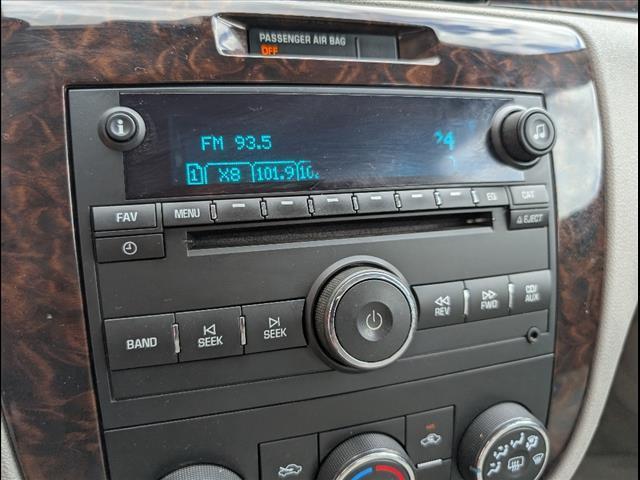 PASSENGER AIR BAG
OFF
FM 93.5
1 X8 101.9
FAV MENU EQ CAT
EJECT
BAND SEEK SEEK REV FWD CD/AUX